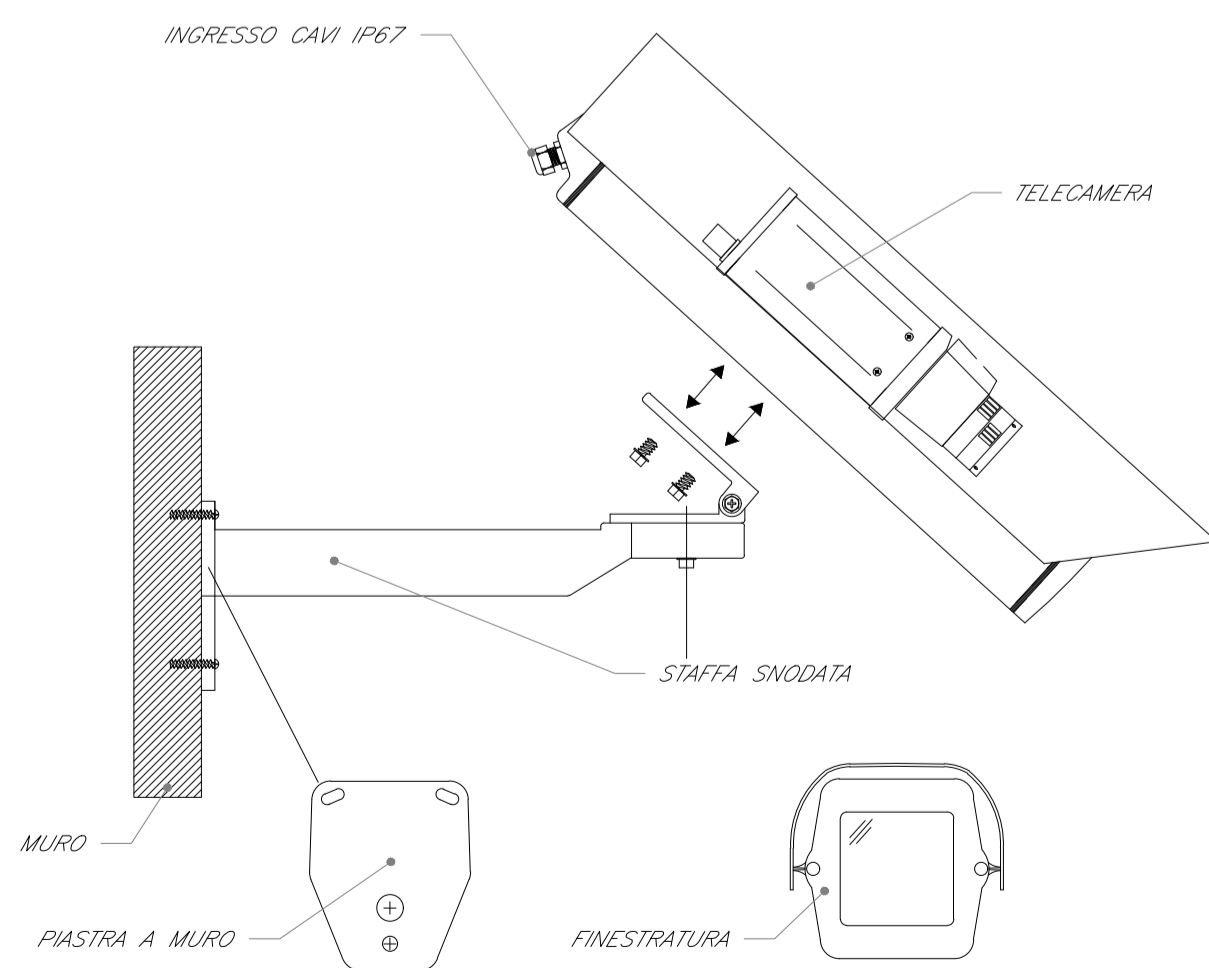 INGRESSO CAVI IP67
TELECAMERA
STAFFA SNODATA
MURO
PIASTRA A MURO
FINESTRATURA